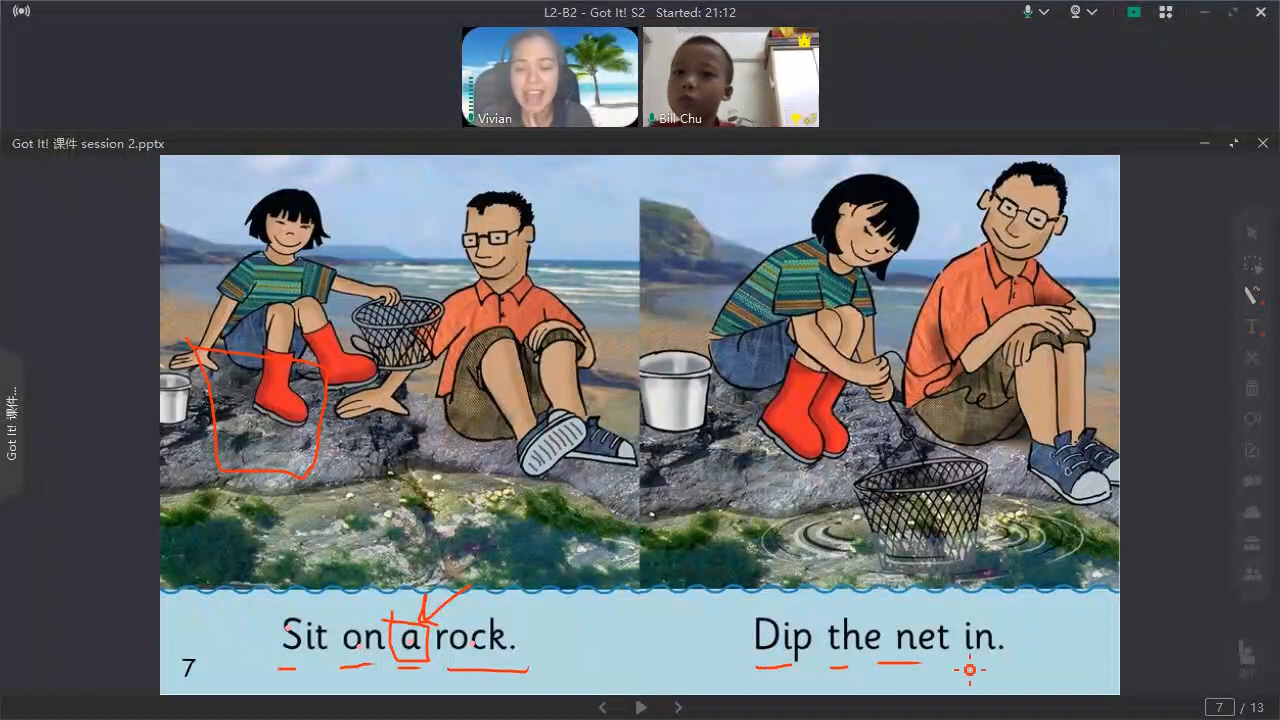 L2-B2 - Got It! S2 Started: 21:12
Vivian
Bill Chu
Got It! 课件 session 2.pptx
Got It! 课件...
Sit on a rock.
Dip the net in.
7
7 / 13